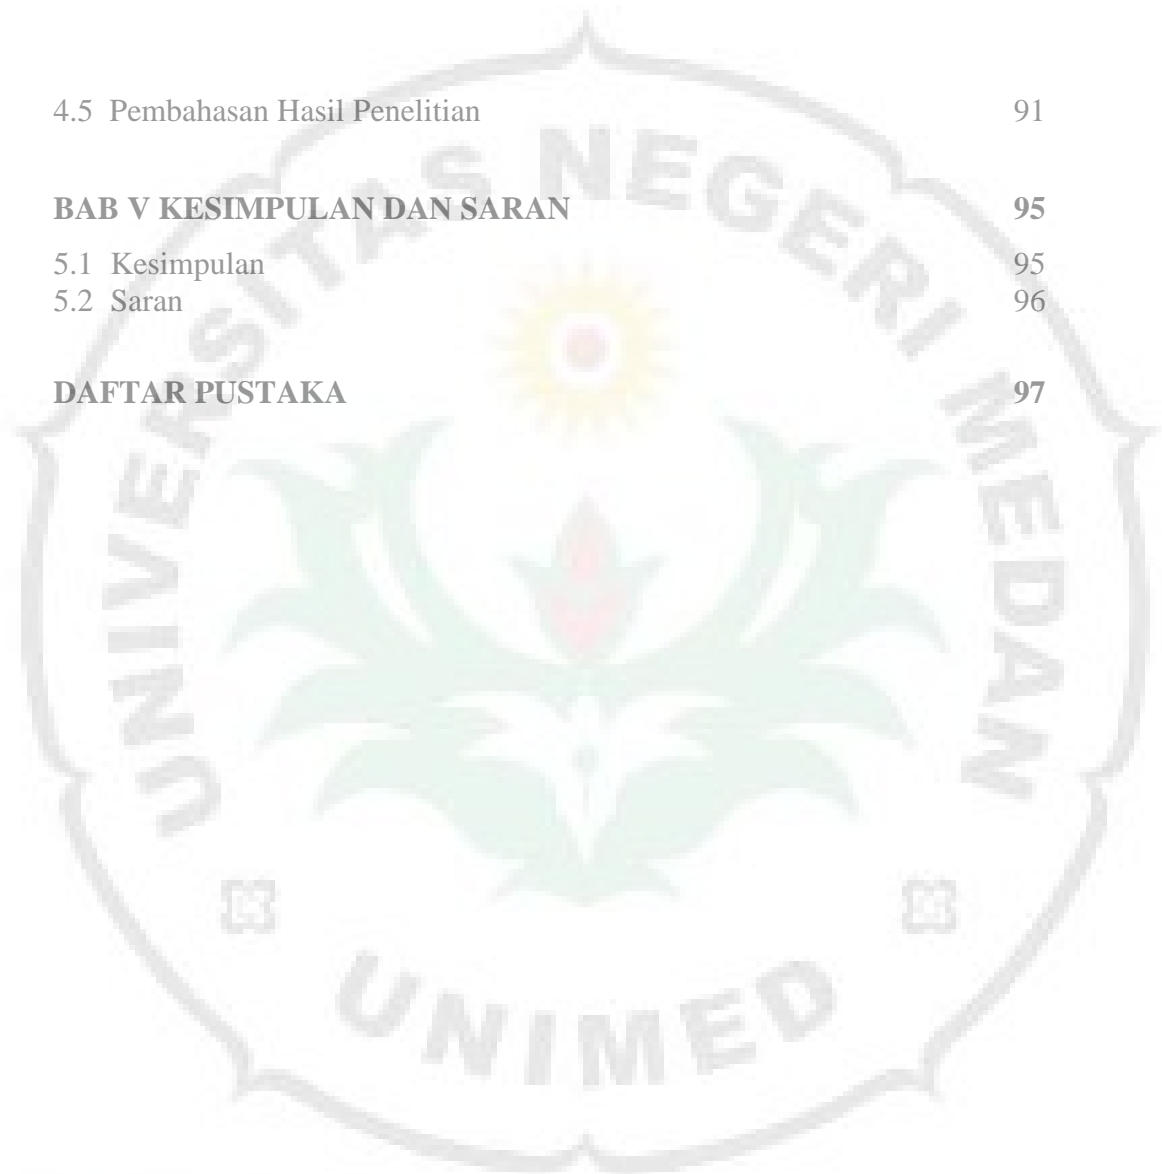 4.5 Pembahasan Hasil Penelitian 91
BAB V KESIMPULAN DAN SARAN 95
5.1 Kesimpulan 95
5.2 Saran 96
DAFTAR PUSTAKA 97
UNIVERSITAS NEGERI MEDAN
UNIMED